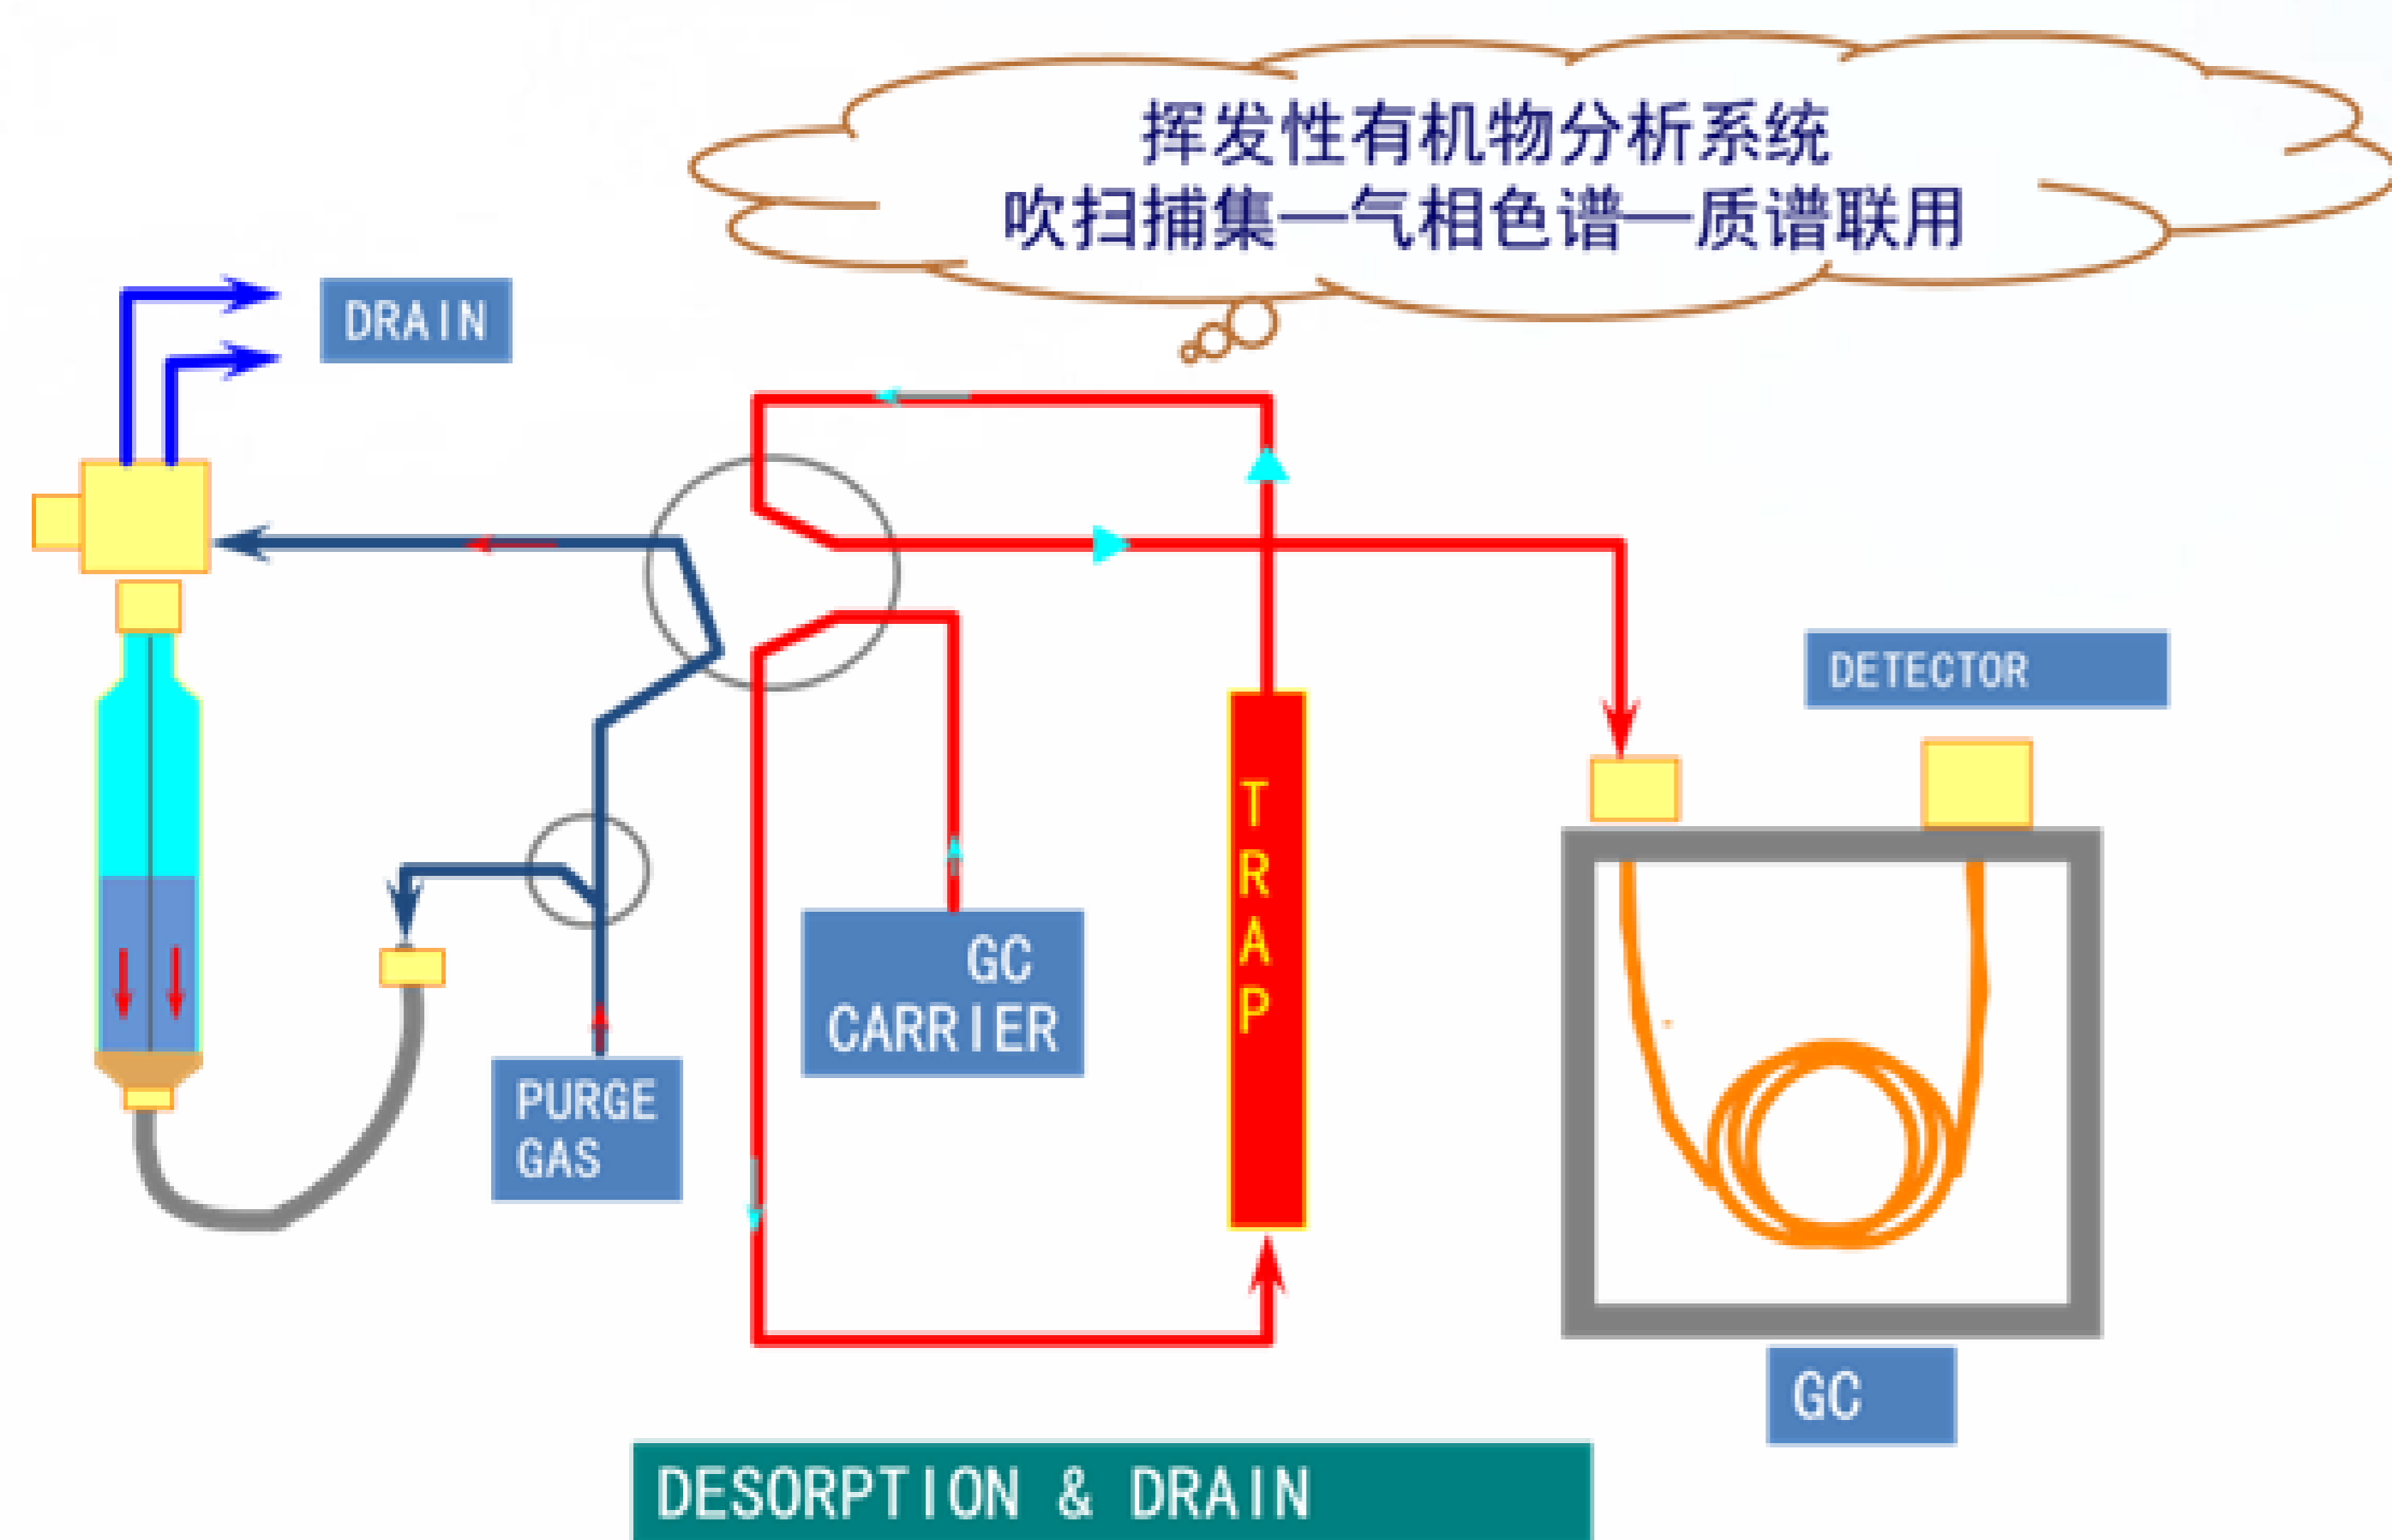 挥发性有机物分析系统
吹扫捕集—气相色谱—质谱联用
DRAIN
DETECTOR
TRAP
GC
CARRIER
PURGE
GAS
GC
DESORPTION & DRAIN